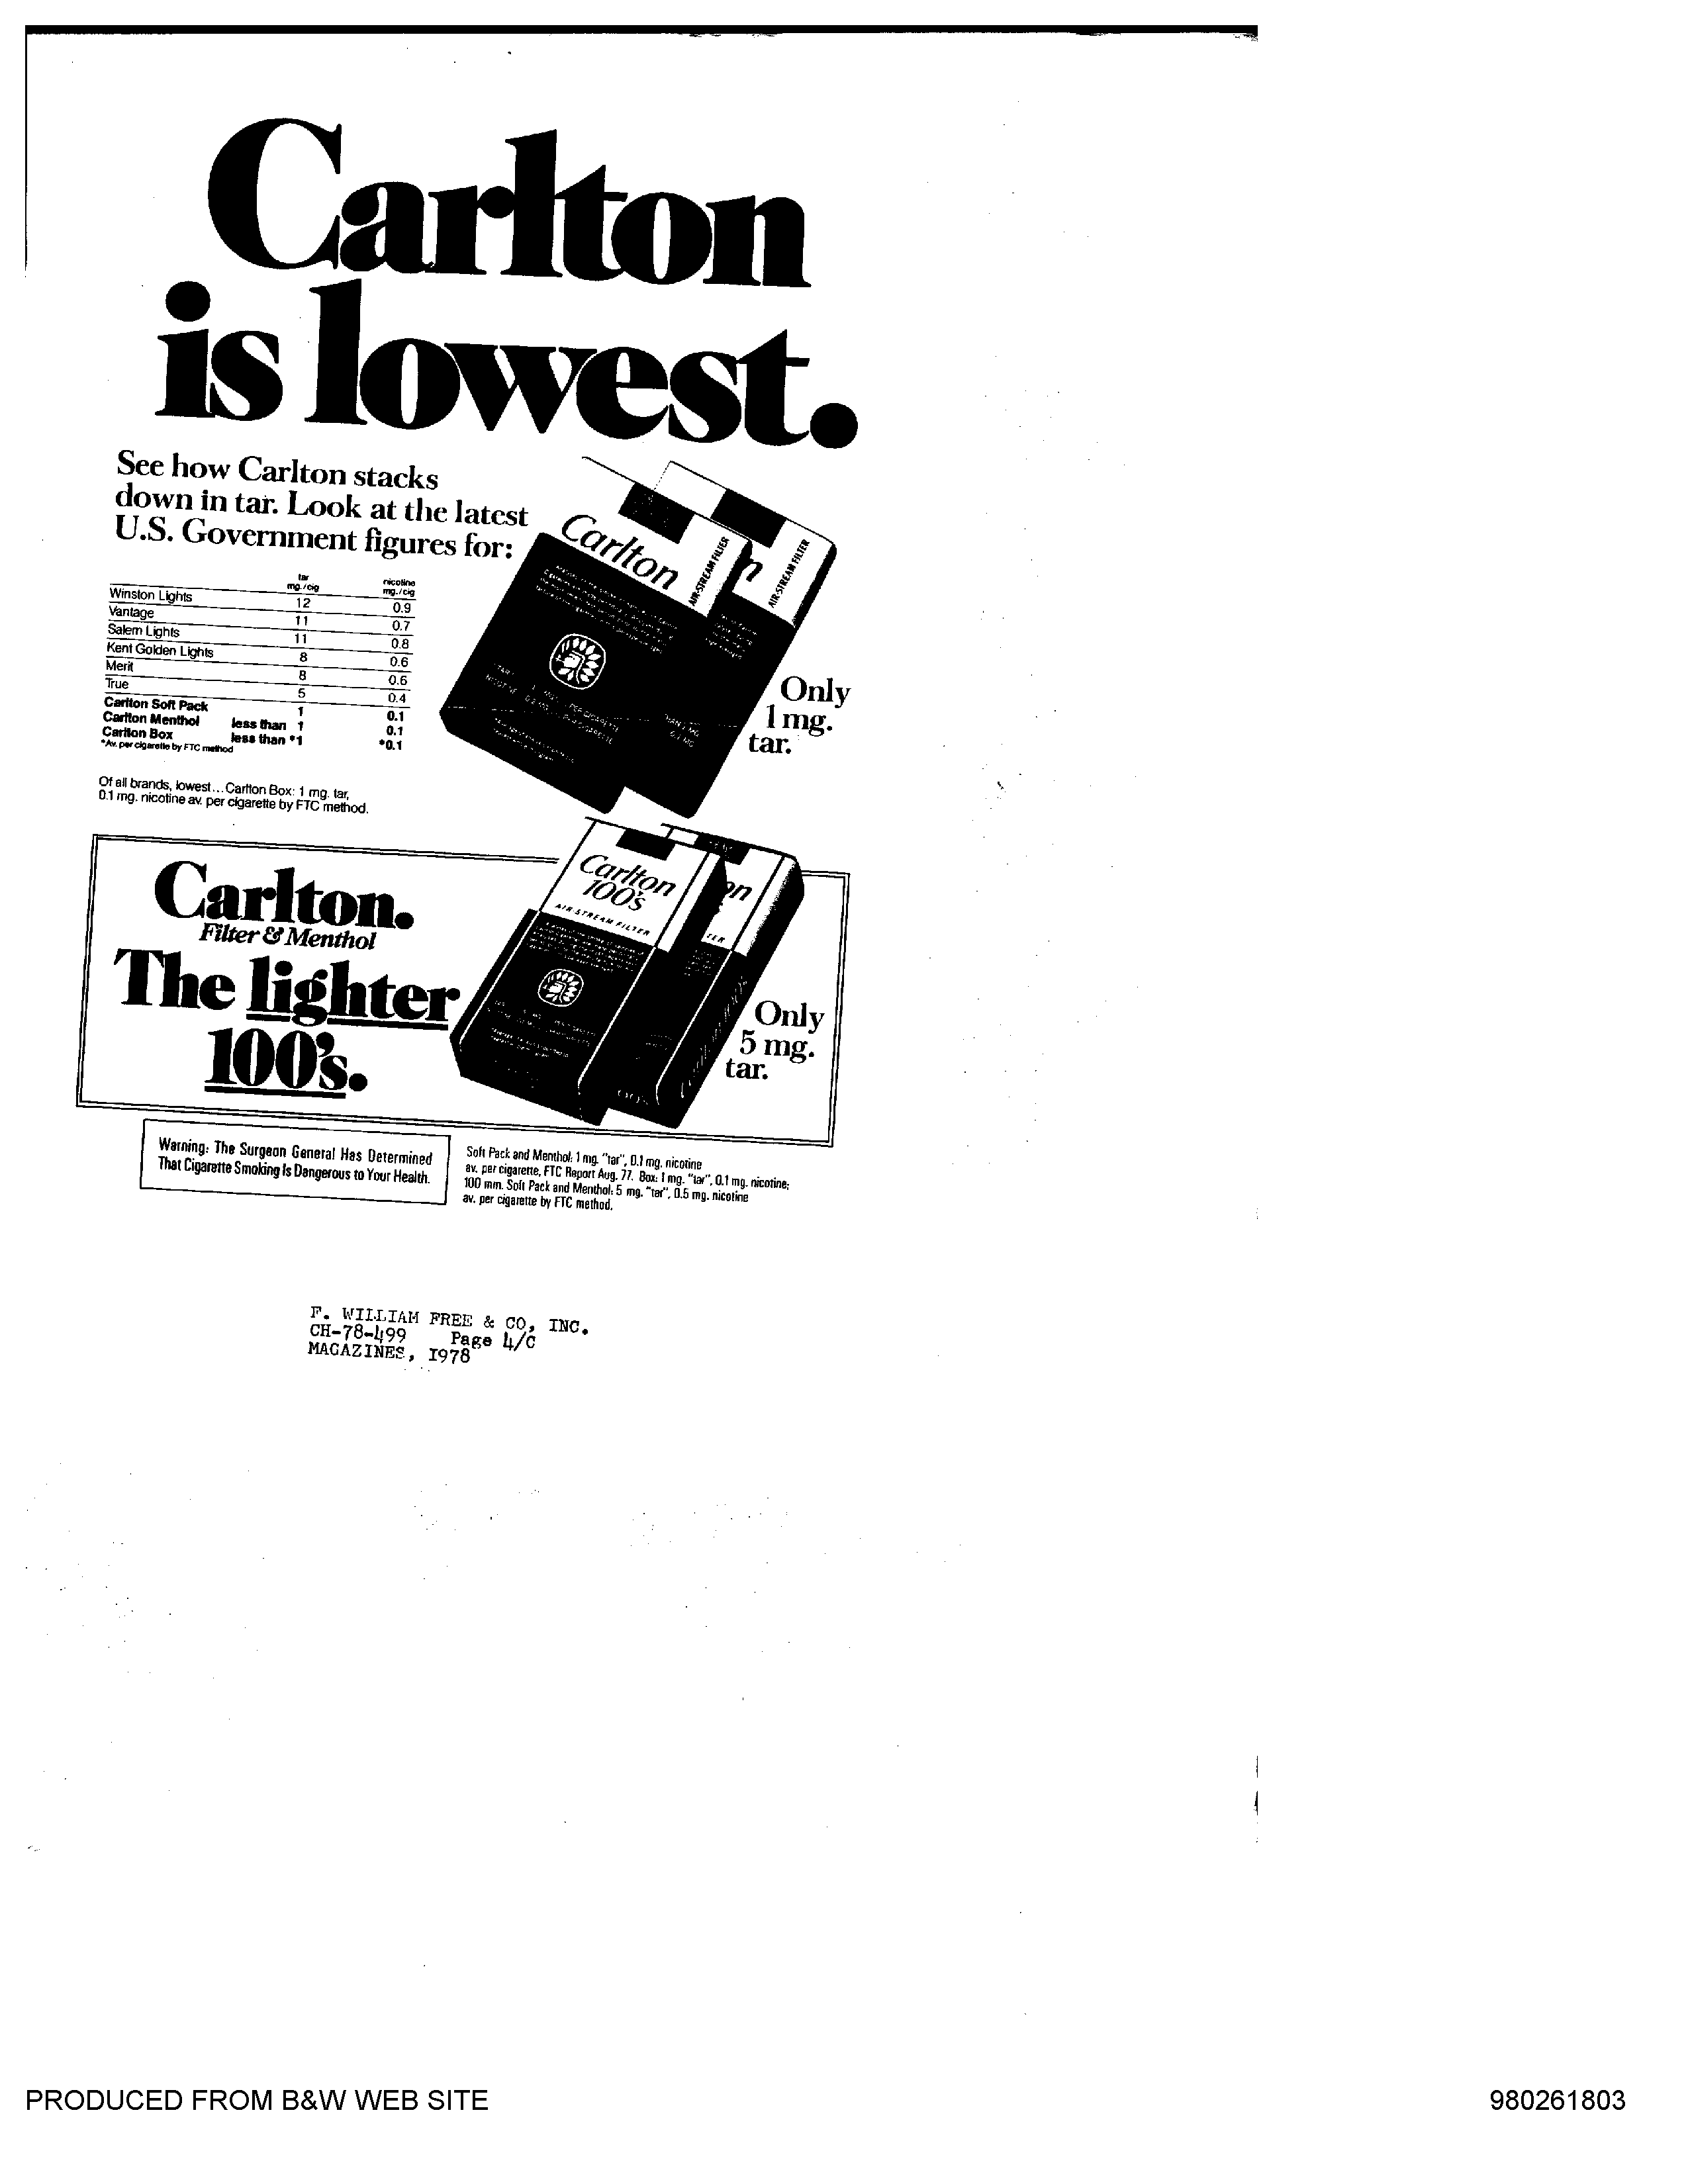 Carlton
is lowest.
See how Carlton stacks
down in tar. Look at the latest
U.S. Government figures for:
tar mg./cig nicotine mg./cig
Winston Lights 12 0.9
Vantage 11 0.7
Salem Lights 11 0.8
Kent Golden Lights 8 0.6
Merit 8 0.6
True 5 0.4
Carlton Soft Pack 1 0.1
Carlton Menthol less than 1 0.1
Carlton Box less than *1 *0.1
*Av. per cigarette by FTC method
Of all brands, lowest...Carlton Box: 1 mg. tar,
0.1 mg. nicotine av. per cigarette by FTC method.
Carlton
AIR-STREAM FILTER
AIR-STREAM FILTER
Only
1 mg.
tar.
Carlton.
Filter & Menthol
The lighter
100's.
Carlton
100's
AIR-STREAM FILTER
Only
5 mg.
tar.
Warning: The Surgeon General Has Determined
That Cigarette Smoking Is Dangerous to Your Health.
Soft Pack and Menthol: 1 mg. "tar", 0.1 mg. nicotine
av. per cigarette, FTC Report Aug. 77. Box: 1 mg. "tar", 0.1 mg. nicotine;
100 mm. Soft Pack and Menthol: 5 mg. "tar", 0.5 mg. nicotine
av. per cigarette by FTC method.
F. WILLIAM FREE & CO, INC.
CH-78-499 Page 4/C
MAGAZINES, I978
PRODUCED FROM B&W WEB SITE
980261803